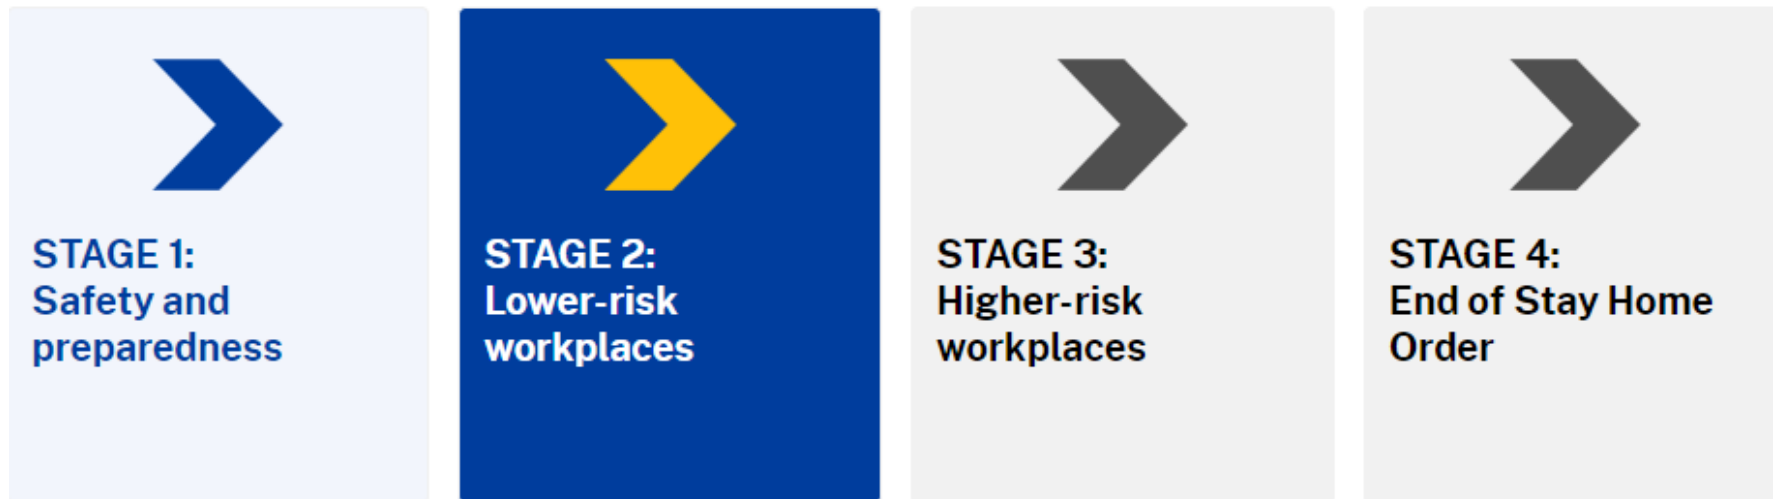 STAGE 1:
Safety and
preparedness
STAGE 2:
Lower-risk
workplaces
STAGE 3:
Higher-risk
workplaces
STAGE 4:
End of Stay Home
Order